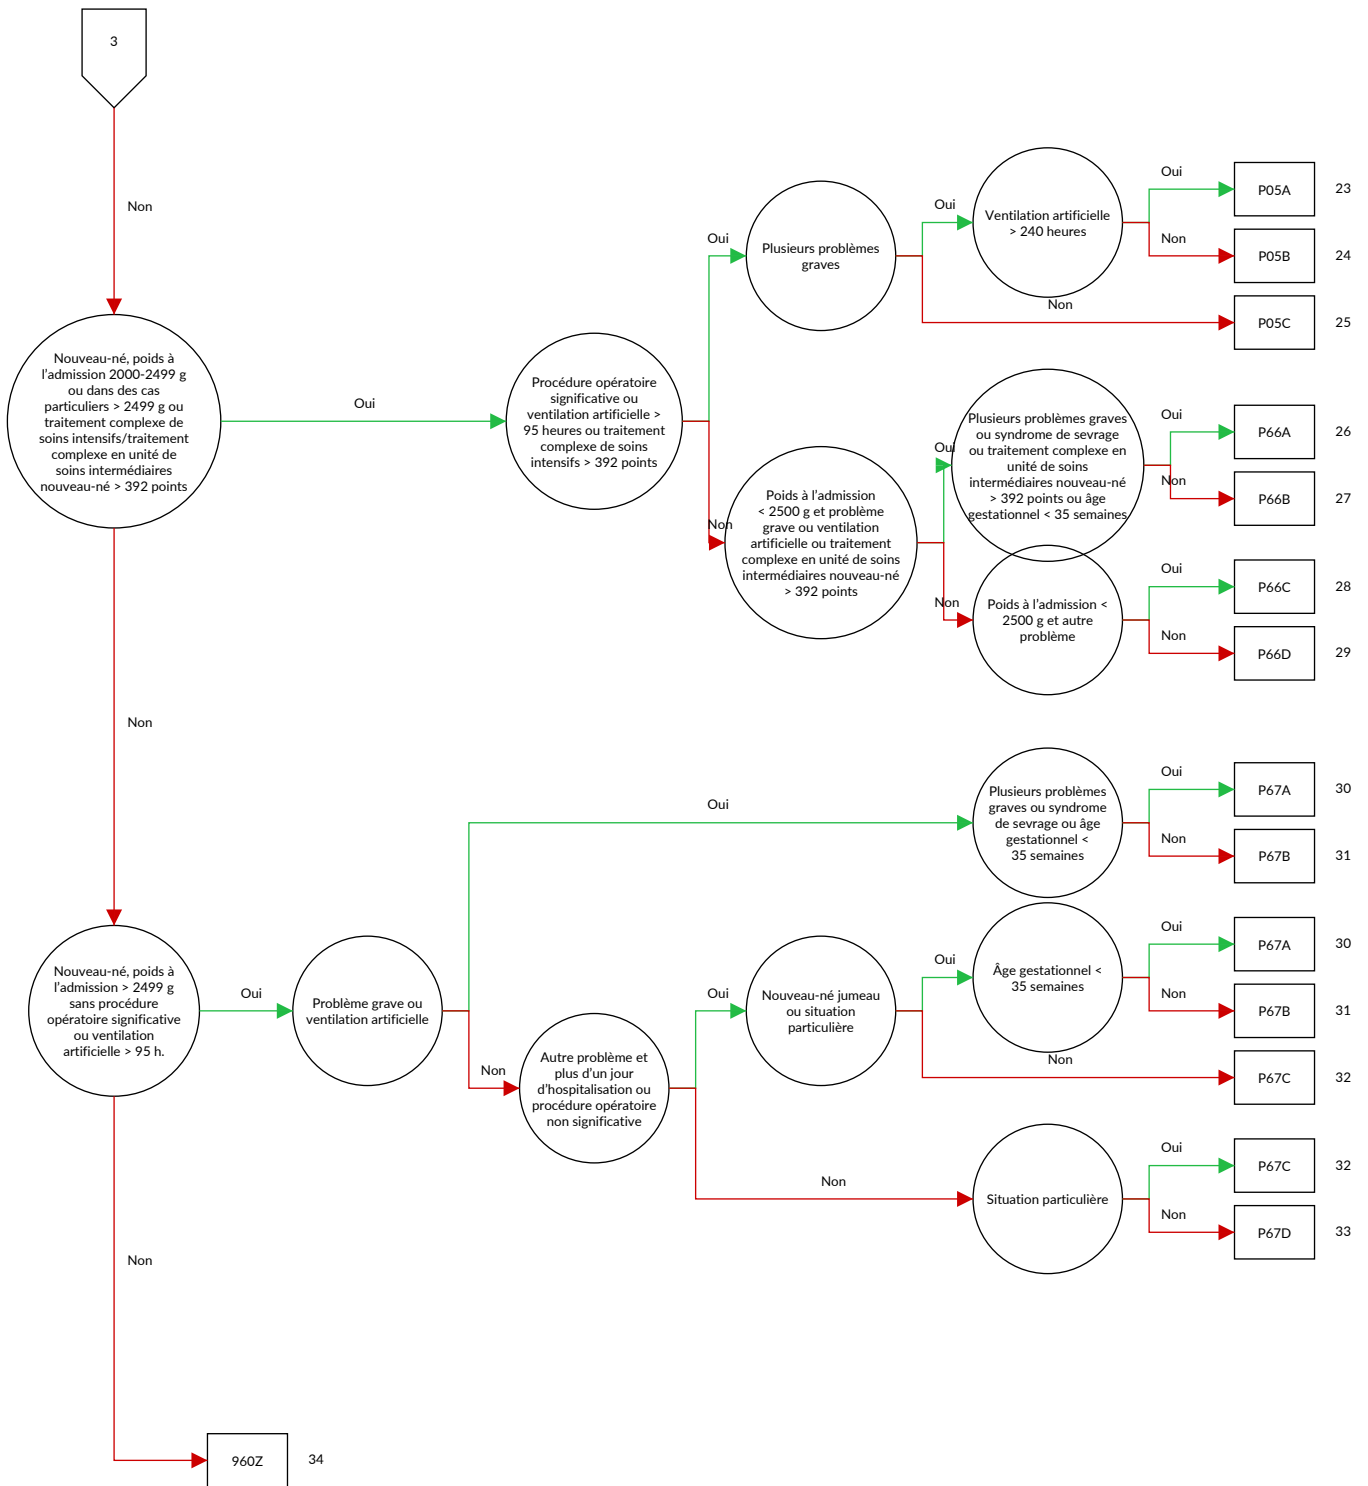 3
Non
Nouveau-né, poids à
l'admission 2000-2499 g
ou dans des cas
particuliers > 2499 g ou
traitement complexe de
soins intensifs/traitement
complexe en unité de
soins intermédiaires
nouveau-né > 392 points
Oui
Procédure opératoire
significative ou
ventilation artificielle >
95 heures ou traitement
complexe de soins
intensifs > 392 points
Oui
Plusieurs problèmes
graves
Oui
Ventilation artificielle
> 240 heures
Oui
P05A
23
Non
P05B
24
Non
P05C
25
Non
Poids à l'admission
< 2500 g et problème
grave ou ventilation
artificielle ou traitement
complexe en unité de soins
intermédiaires nouveau-né
> 392 points
Oui
Plusieurs problèmes graves
ou syndrome de sevrage
ou traitement complexe en
unité de soins
intermédiaires nouveau-né
> 392 points ou âge
gestationnel < 35 semaines
Oui
P66A
26
Non
P66B
27
Non
Poids à l'admission <
2500 g et autre
problème
Oui
P66C
28
Non
P66D
29
Non
Nouveau-né, poids à
l'admission > 2499 g
sans procédure
opératoire significative
ou ventilation
artificielle > 95 h.
Oui
Problème grave ou
ventilation artificielle
Oui
Plusieurs problèmes
graves ou syndrome
de sevrage ou âge
gestationnel <
35 semaines
Oui
P67A
30
Non
P67B
31
Non
Autre problème et
plus d'un jour
d'hospitalisation ou
procédure opératoire
non significative
Oui
Nouveau-né jumeau
ou situation
particulière
Oui
Âge gestationnel <
35 semaines
Oui
P67A
30
Non
P67B
31
Non
P67C
32
Non
Situation particulière
Oui
P67C
32
Non
P67D
33
Non
960Z
34